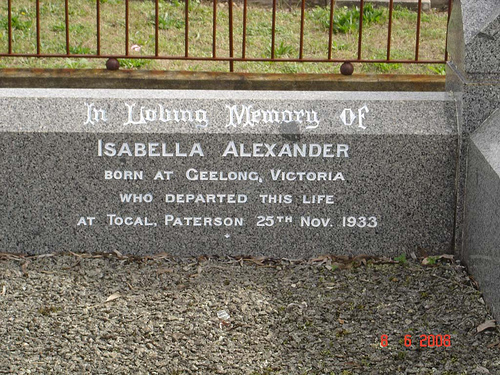 In Loving Memory Of
ISABELLA ALEXANDER
BORN AT GEELONG, VICTORIA
WHO DEPARTED THIS LIFE
AT TOCAL, PATERSON 25TH NOV. 1933
8 6 2006